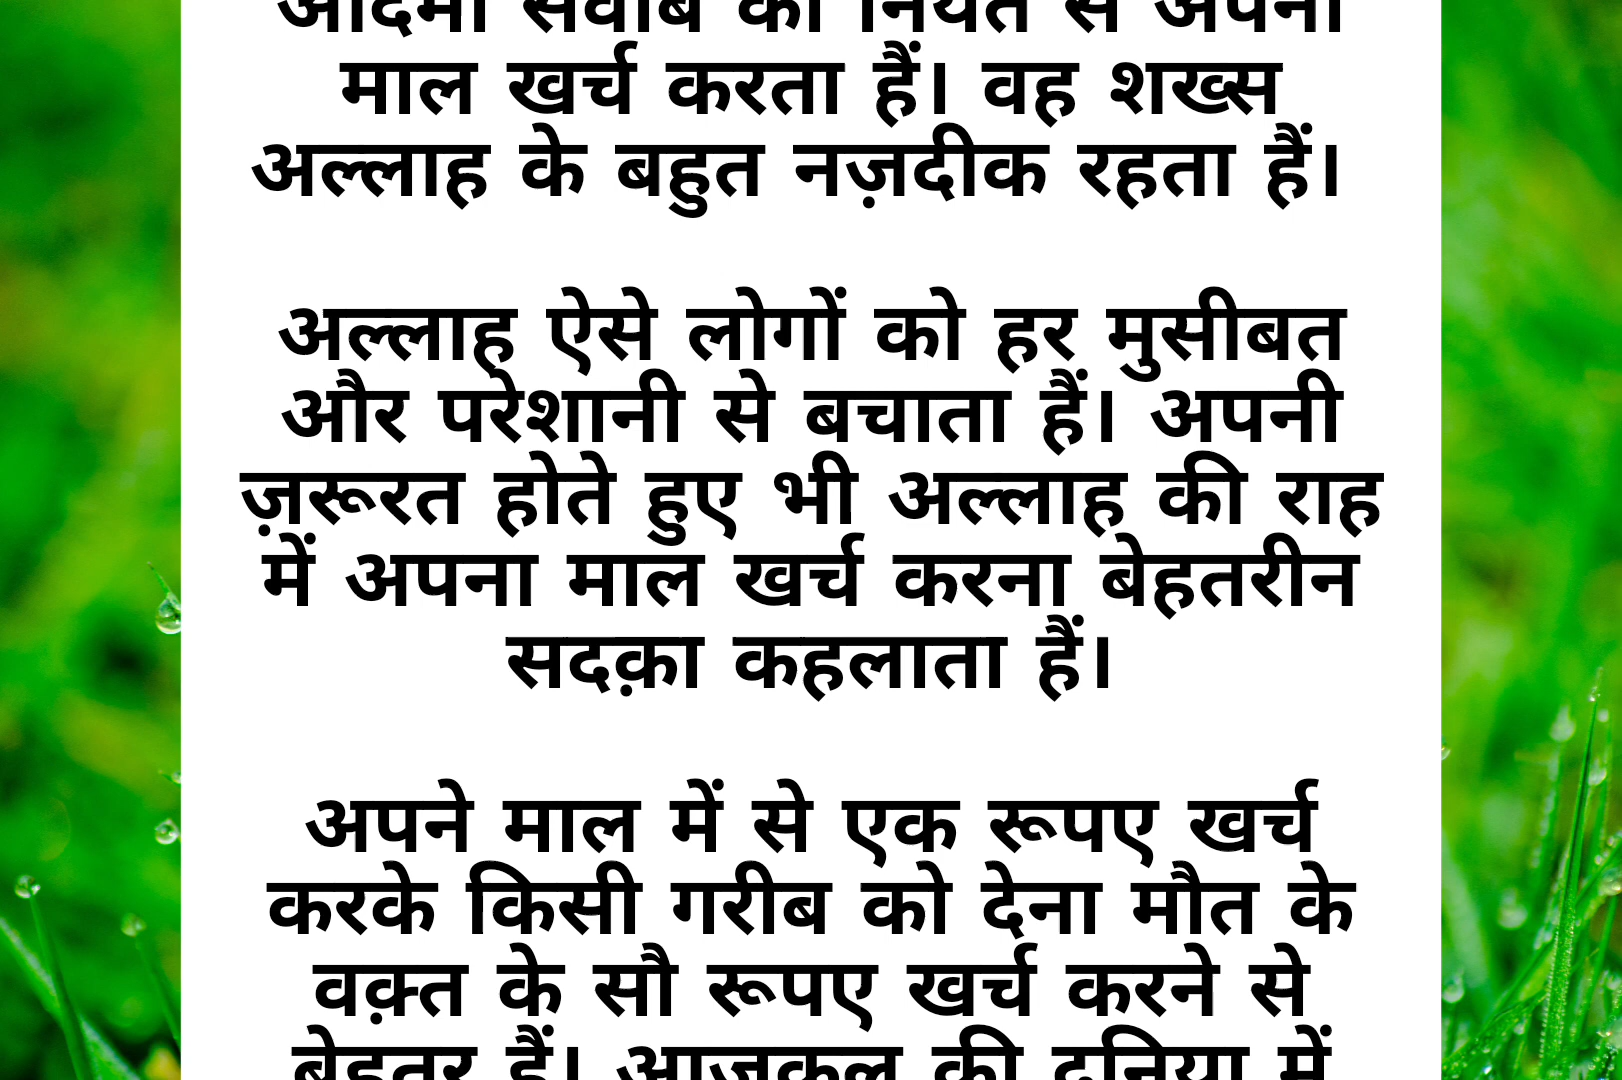 आदमी सवाब की नियत से अपना
माल खर्च करता हैं। वह शख्स
अल्लाह के बहुत नज़दीक रहता हैं।
अल्लाह ऐसे लोगों को हर मुसीबत
और परेशानी से बचाता हैं। अपनी
ज़रूरत होते हुए भी अल्लाह की राह
में अपना माल खर्च करना बेहतरीन
सदक़ा कहलाता हैं।
अपने माल में से एक रूपए खर्च
करके किसी गरीब को देना मौत के
वक़्त के सौ रूपए खर्च करने से
बेहतर हैं। आजकल की दुनिया में